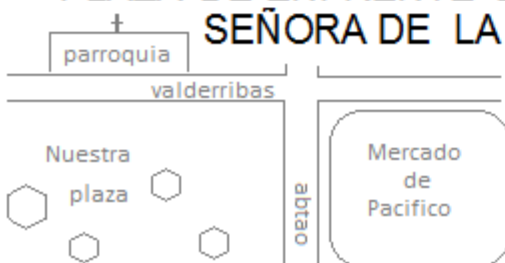 SEÑORA DE LA
parroquia
valderribas
Nuestra
plaza
abtao
Mercado
de
Pacifico